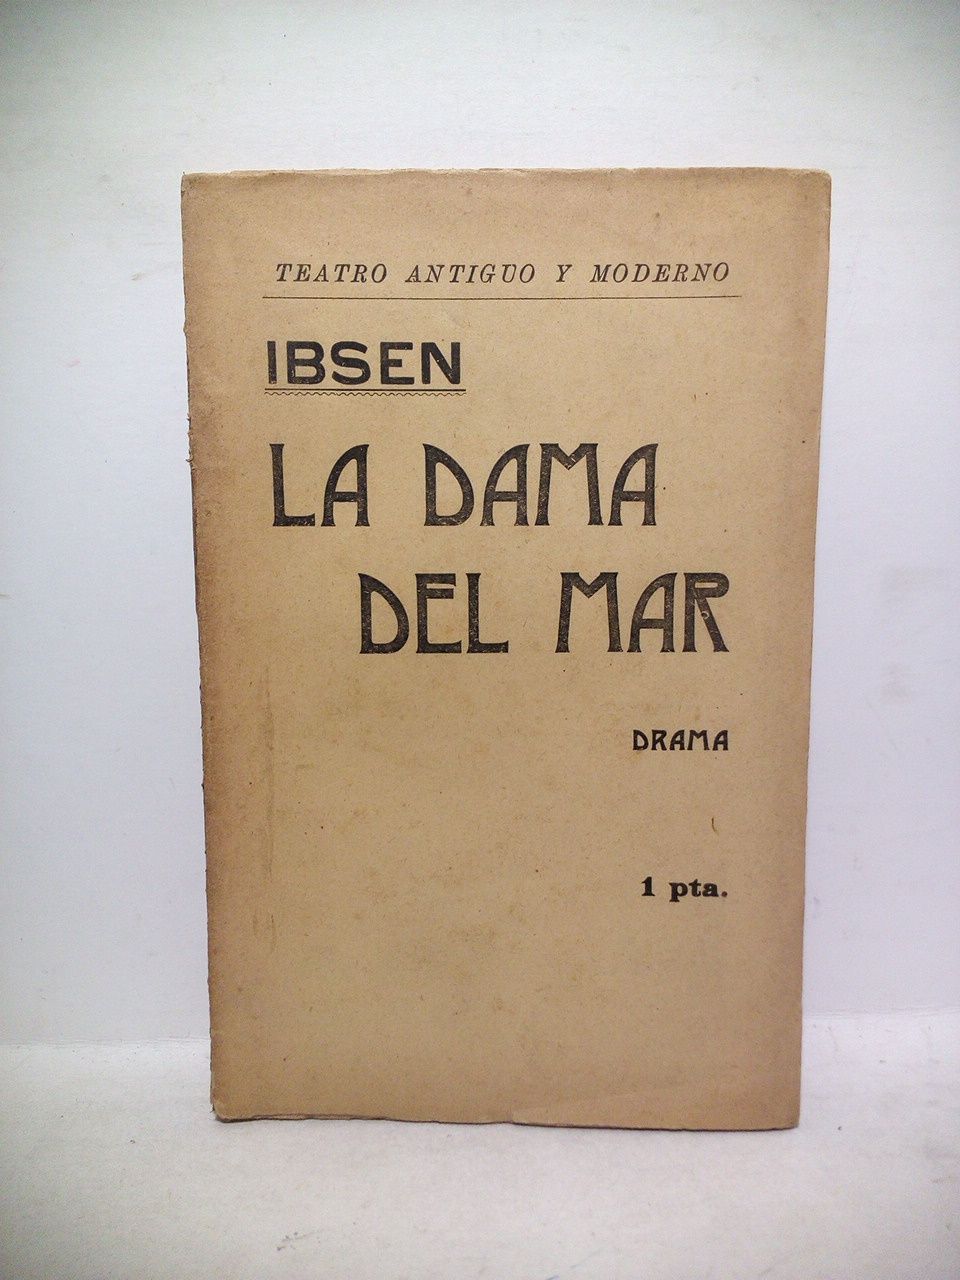 TEATRO ANTIGUO Y MODERNO
IBSEN
LA DAMA
DEL MAR
DRAMA
1 pta.